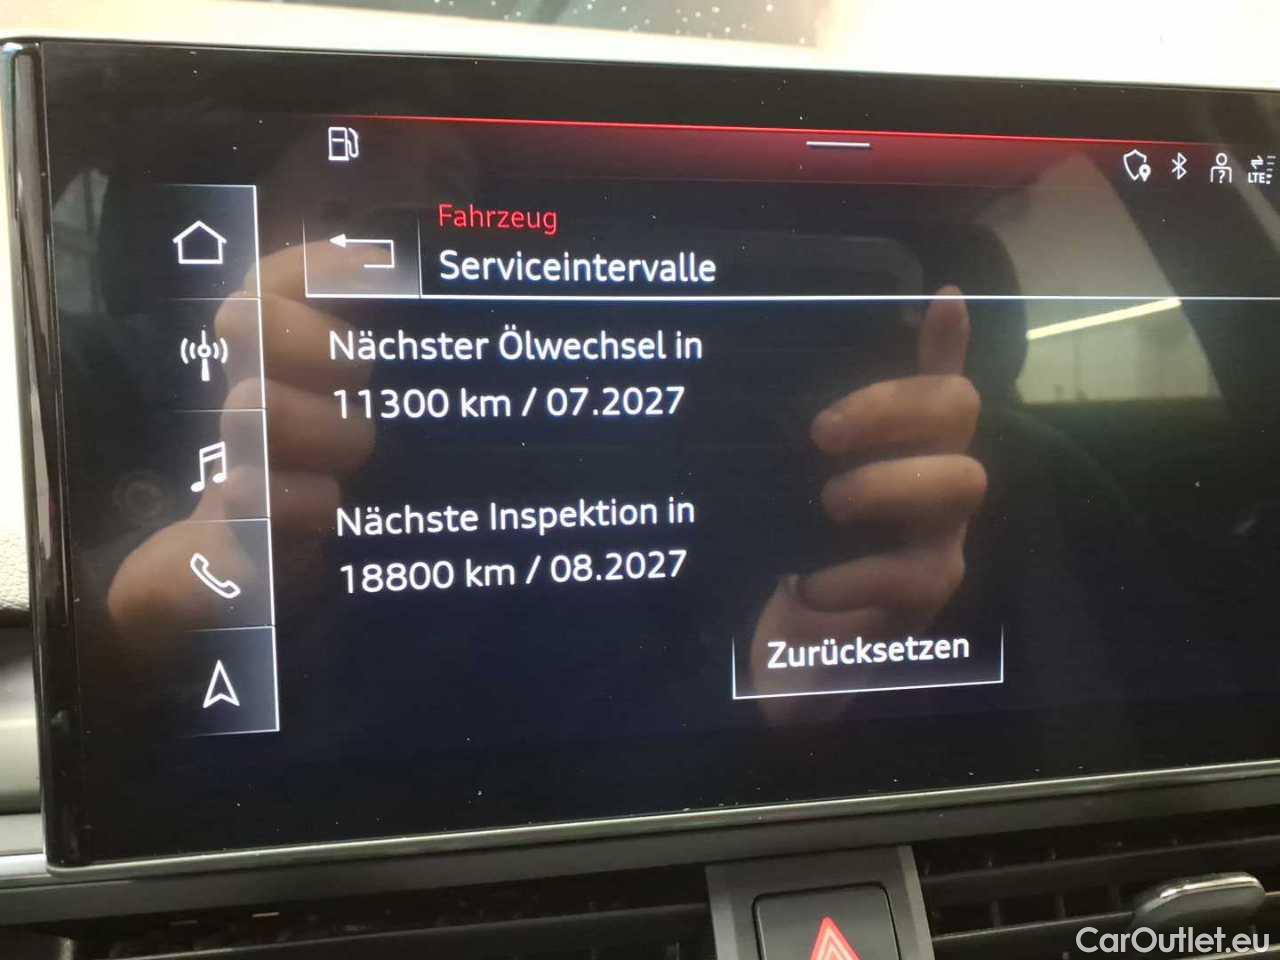 LTE
Fahrzeug
Serviceintervalle
Nächster Ölwechsel in
11300 km / 07.2027
Nächste Inspektion in
18800 km / 08.2027
Zurücksetzen
CarOutlet.eu